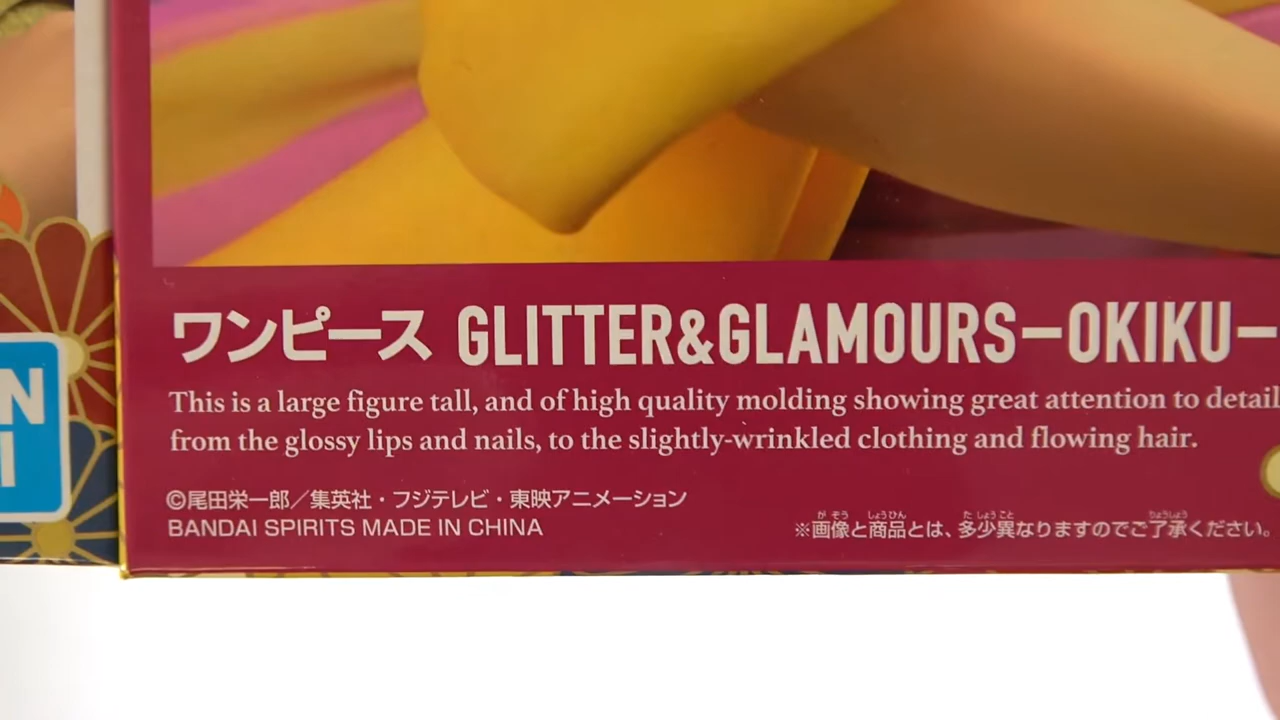 ワンピース GLITTER&GLAMOURS−OKIKU−
This is a large figure tall, and of high quality molding showing great attention to detail
from the glossy lips and nails, to the slightly-wrinkled clothing and flowing hair.
©尾田栄一郎／集英社・フジテレビ・東映アニメーション
BANDAI SPIRITS MADE IN CHINA
※画像と商品とは、多少異なりますのでご了承ください。
N
I